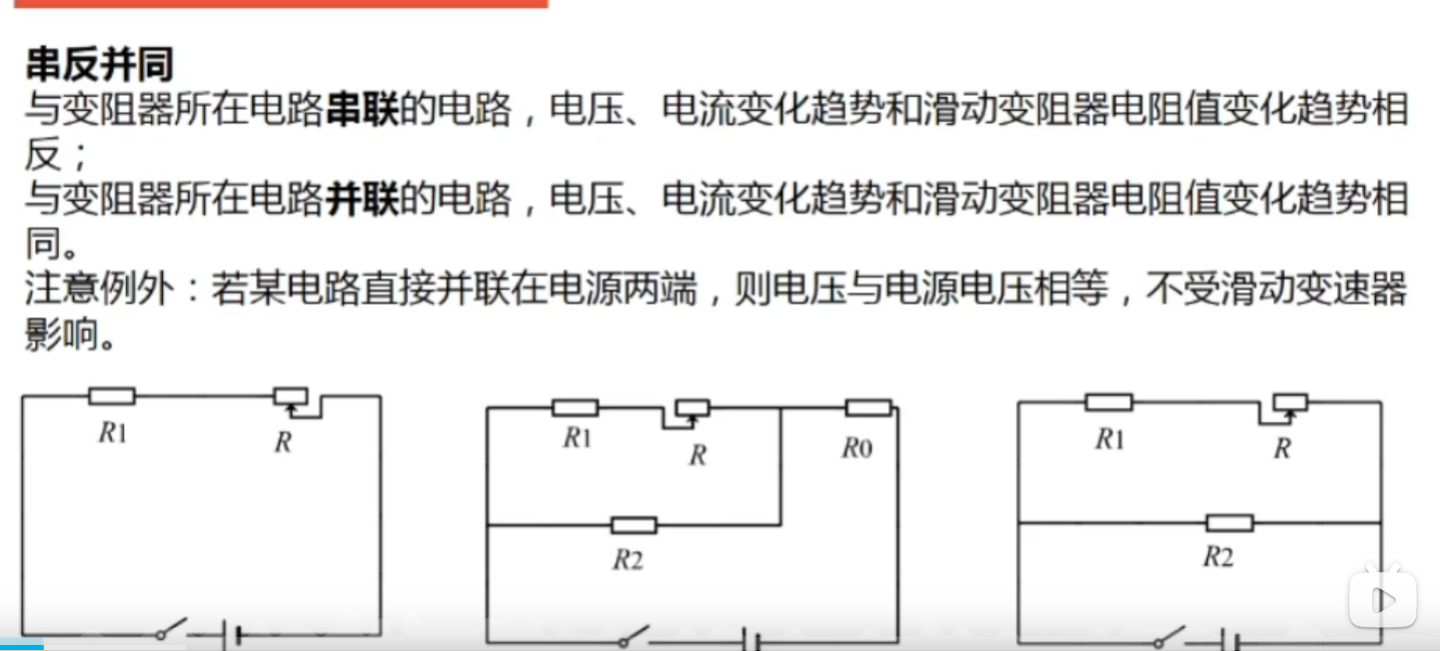 串反并同
与变阻器所在电路串联的电路，电压、电流变化趋势和滑动变阻器电阻值变化趋势相
反；
与变阻器所在电路并联的电路，电压、电流变化趋势和滑动变阻器电阻值变化趋势相
同。
注意例外：若某电路直接并联在电源两端，则电压与电源电压相等，不受滑动变速器
影响。
R1
R
R1
R
R0
R2
R1
R
R2